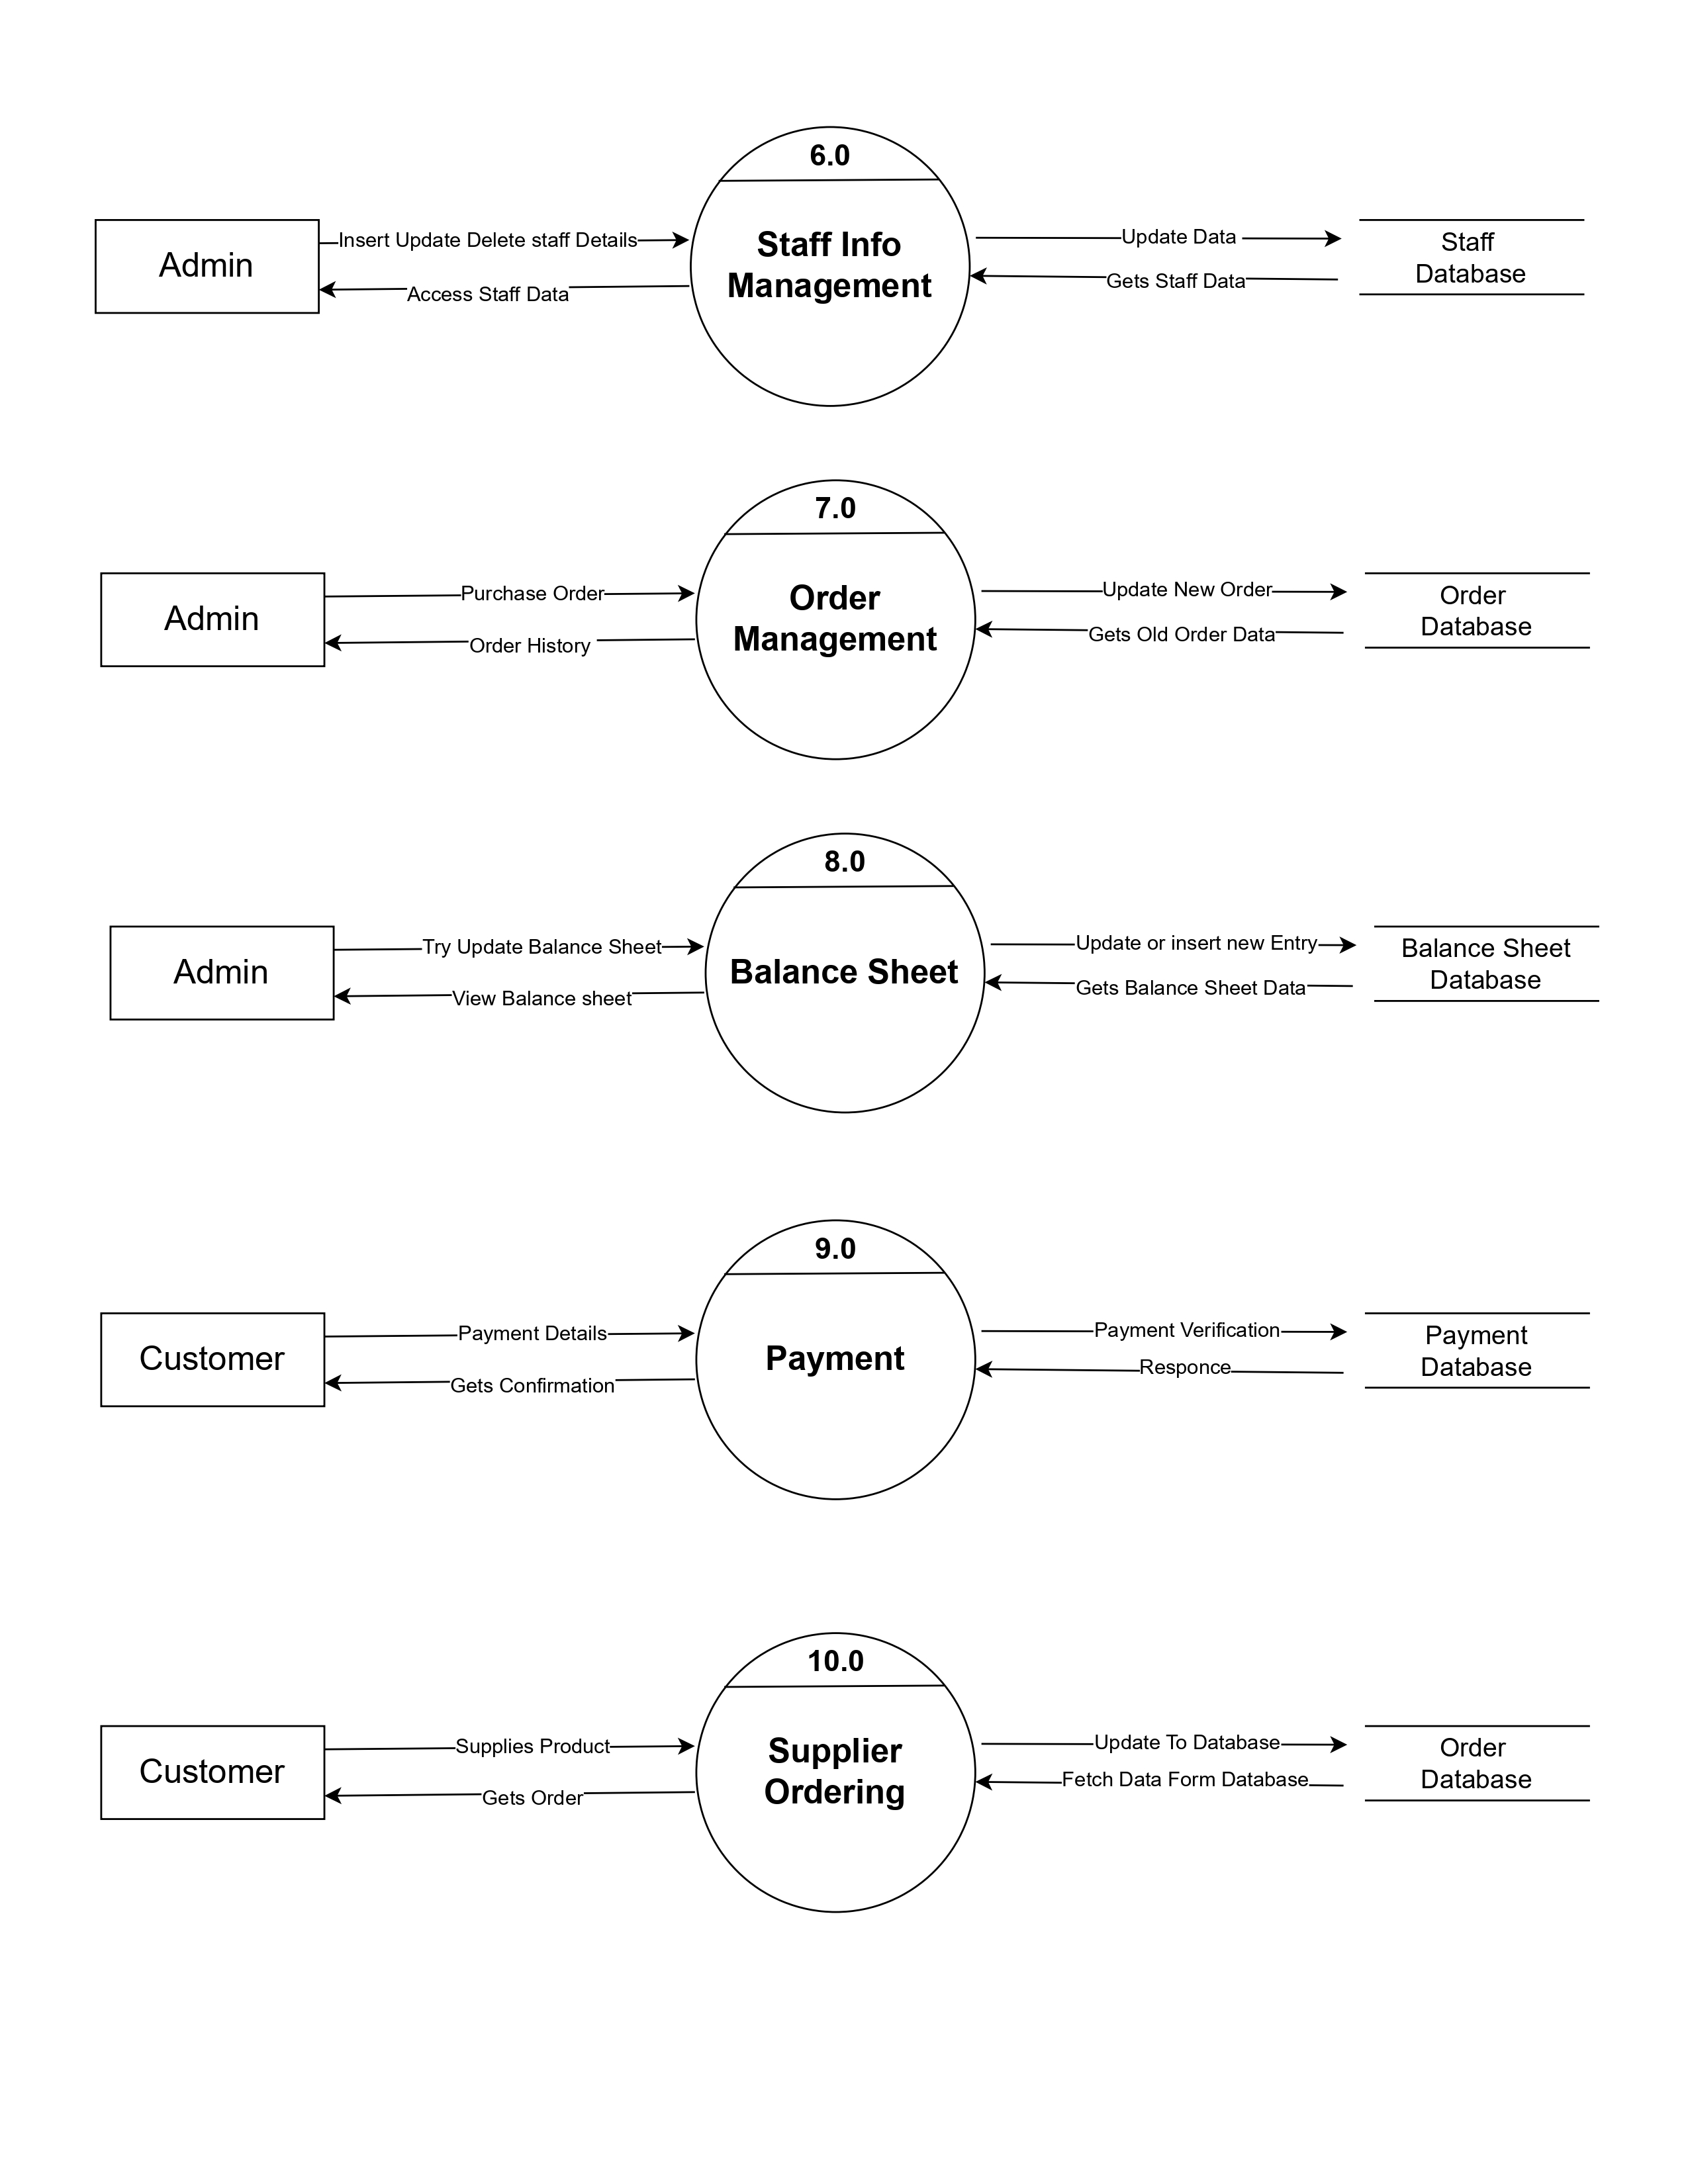 6.0
Admin
Insert Update Delete staff Details
Access Staff Data
Staff Info
Management
Update Data
Gets Staff Data
Staff
Database
7.0
Admin
Purchase Order
Order History
Order
Management
Update New Order
Gets Old Order Data
Order
Database
8.0
Admin
Try Update Balance Sheet
View Balance sheet
Balance Sheet
Update or insert new Entry
Gets Balance Sheet Data
Balance Sheet
Database
9.0
Customer
Payment Details
Gets Confirmation
Payment
Payment Verification
Responce
Payment
Database
10.0
Customer
Supplies Product
Gets Order
Supplier
Ordering
Update To Database
Fetch Data Form Database
Order
Database